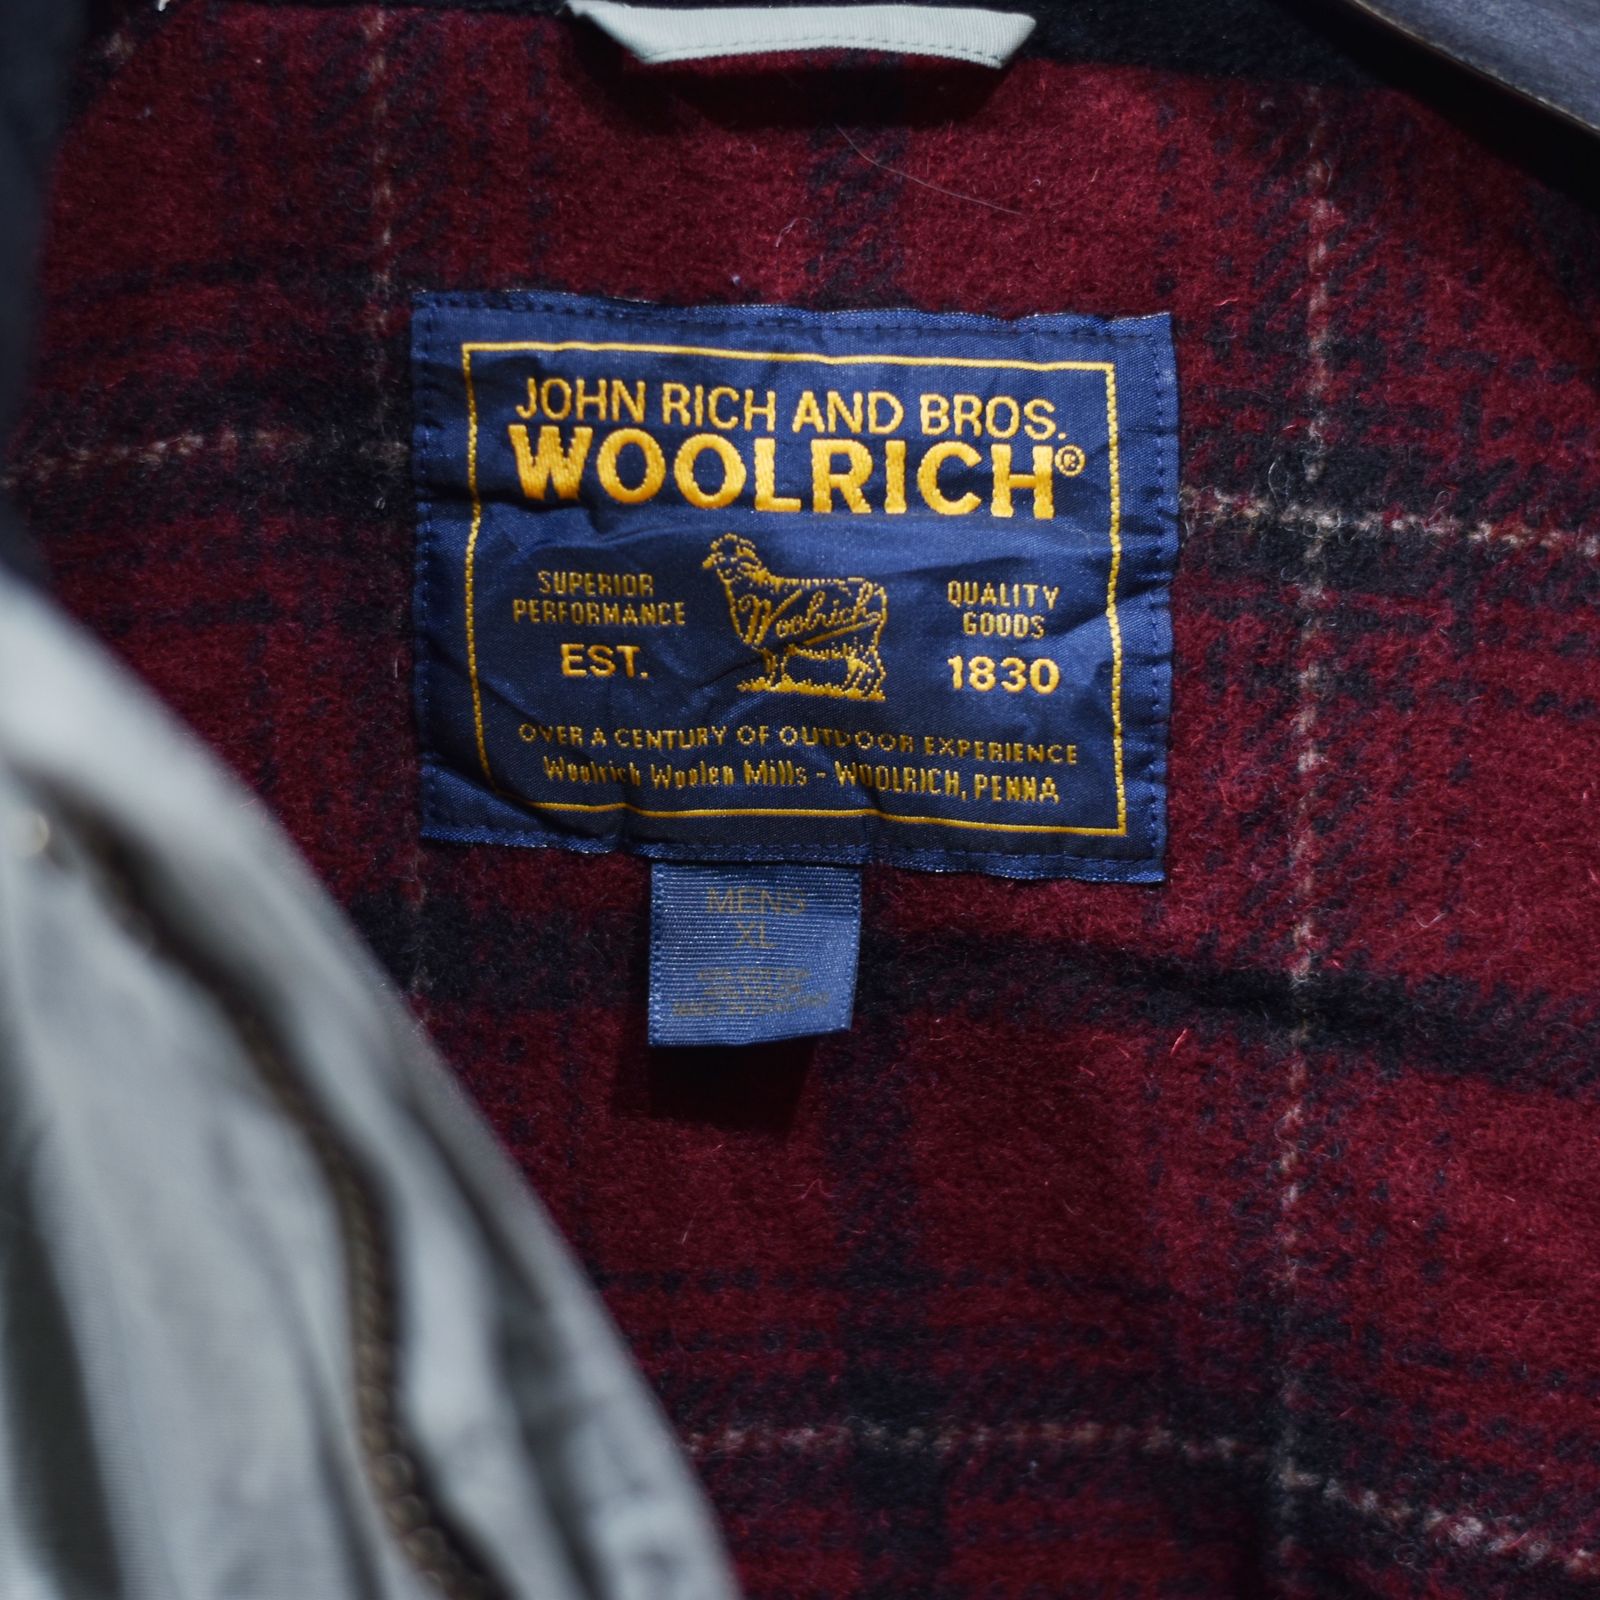 JOHN RICH AND BROS.
WOOLRICH®
Woolrich
SUPERIOR
PERFORMANCE
QUALITY
GOODS
EST.
1830
OVER A CENTURY OF OUTDOOR EXPERIENCE
Woolrich Woolen Mills - WOOLRICH, PENNA
MENS
XL